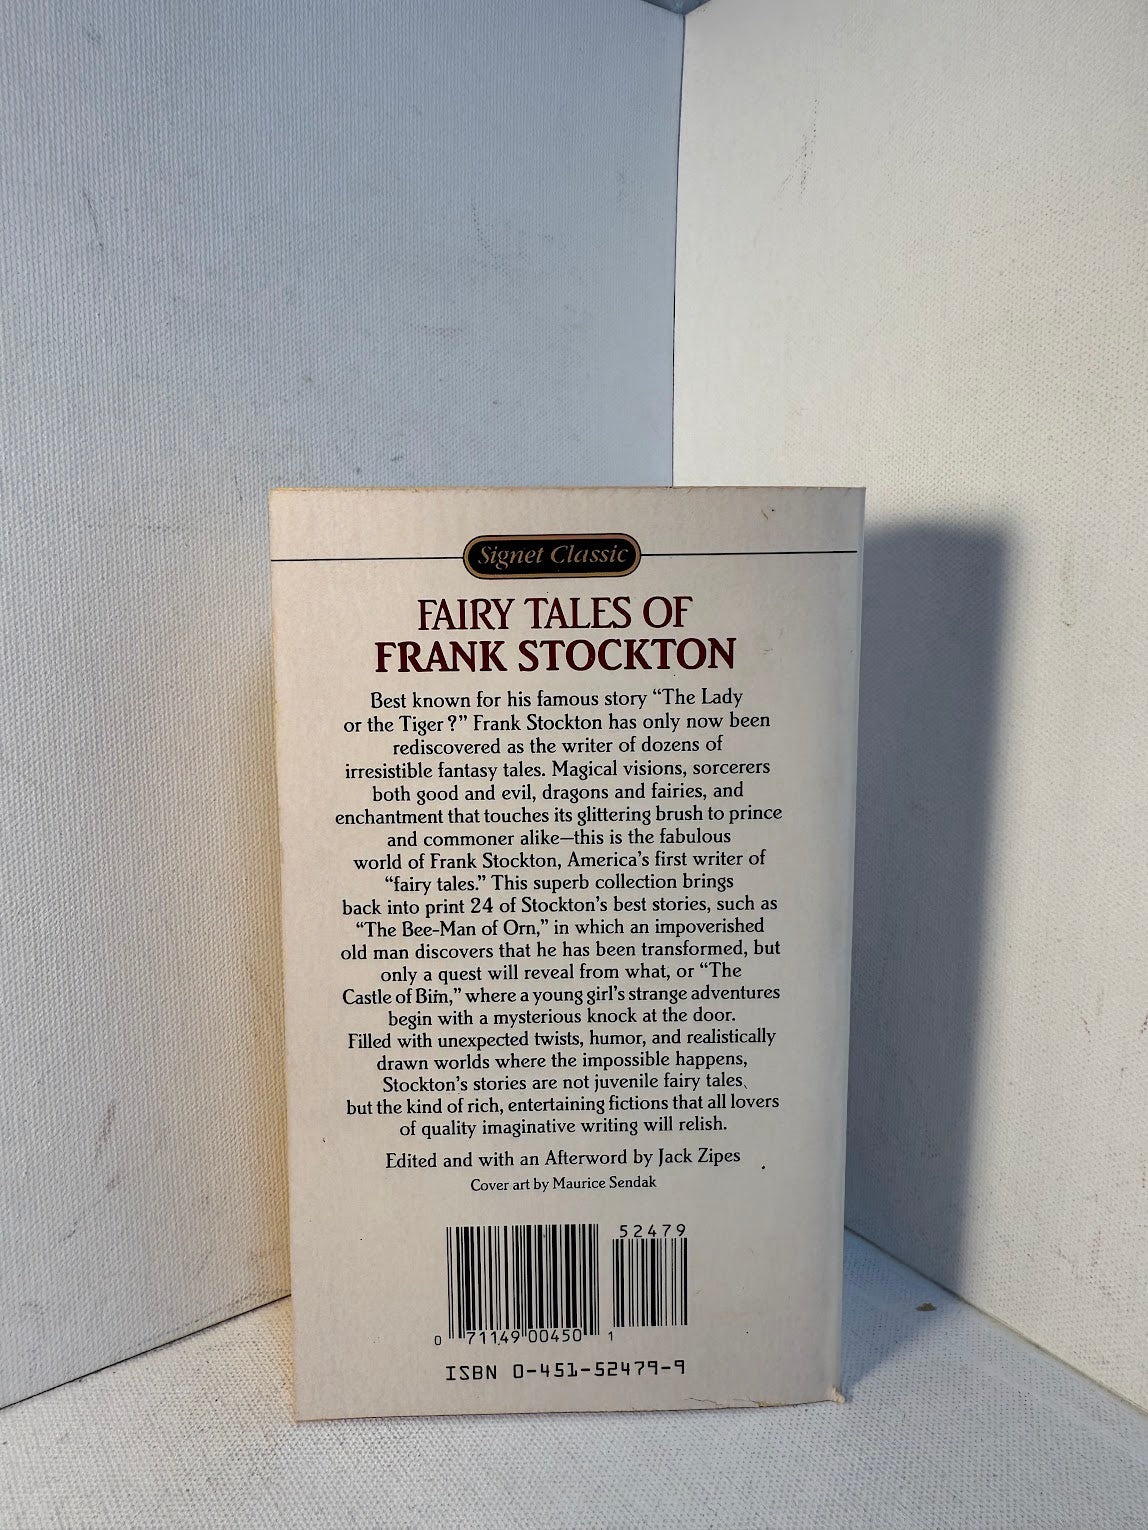 Signet Classic
FAIRY TALES OF
FRANK STOCKTON
Best known for his famous story “The Lady
or the Tiger?” Frank Stockton has only now been
rediscovered as the writer of dozens of
irresistible fantasy tales. Magical visions, sorcerers
both good and evil, dragons and fairies, and
enchantment that touches its glittering brush to prince
and commoner alike—this is the fabulous
world of Frank Stockton, America’s first writer of
“fairy tales.” This superb collection brings
back into print 24 of Stockton’s best stories, such as
“The Bee-Man of Orn,” in which an impoverished
old man discovers that he has been transformed, but
only a quest will reveal from what, or “The
Castle of Bim,” where a young girl’s strange adventures
begin with a mysterious knock at the door.
Filled with unexpected twists, humor, and realistically
drawn worlds where the impossible happens,
Stockton’s stories are not juvenile fairy tales,
but the kind of rich, entertaining fictions that all lovers
of quality imaginative writing will relish.
Edited and with an Afterword by Jack Zipes
Cover art by Maurice Sendak
52479
0 71149 00450 1
ISBN 0-451-52479-9